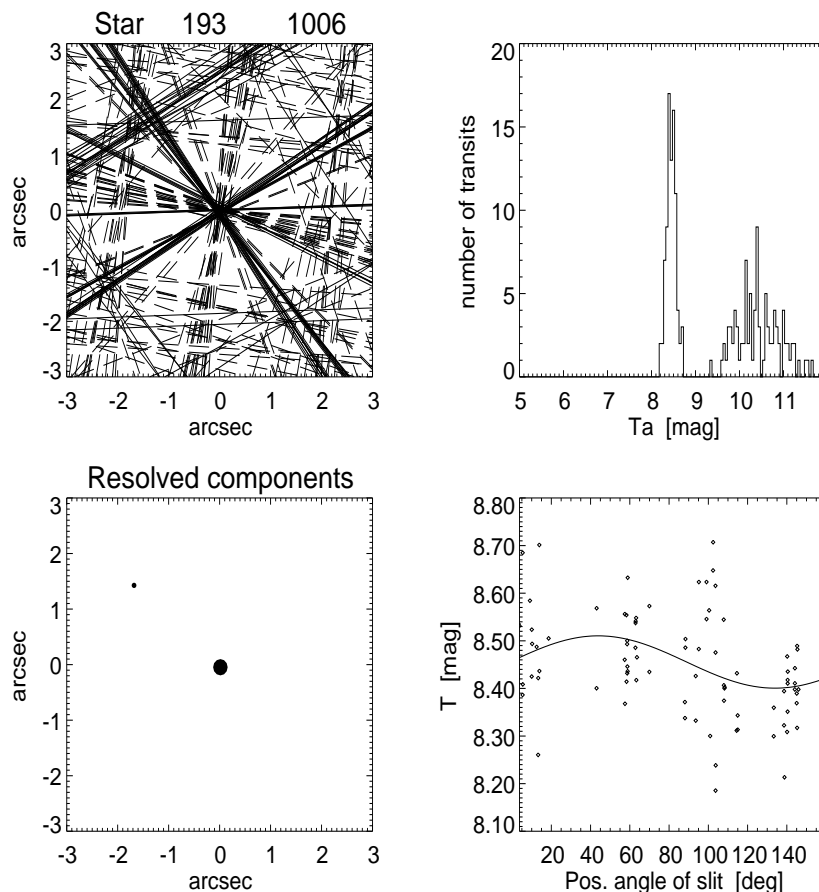 Star 193 1006
3
2
1
0
-1
-2
-3
-3 -2 -1 0 1 2 3
arcsec
arcsec
20
15
10
5
0
5 6 7 8 9 10 11
Ta [mag]
number of transits
Resolved components
3
2
1
0
-1
-2
-3
-3 -2 -1 0 1 2 3
arcsec
arcsec
8.80
8.70
8.60
8.50
8.40
8.30
8.20
8.10
20 40 60 80 100 120 140
Pos. angle of slit [deg]
T [mag]